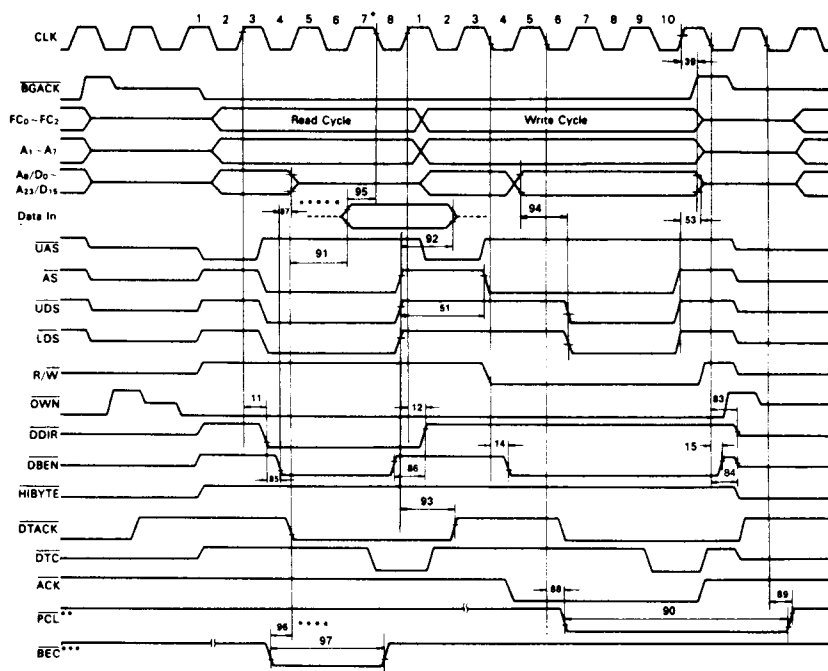 1 2 3 4 5 6 7* 8 1 2 3 4 5 6 7 8 9 10
CLK
39
BGACK
FC0~FC2
Read Cycle
Write Cycle
A1~A7
A8/D0~
A23/D15
95
*****
87
94
53
Data In
92
UAS
91
AS
UDS
51
LDS
R/W
OWN
11
12
83
DDIR
14
15
DBEN
85
86
84
HIBYTE
93
DTACK
DTC
ACK
88
89
PCL**
90
96
****
97
BEC***